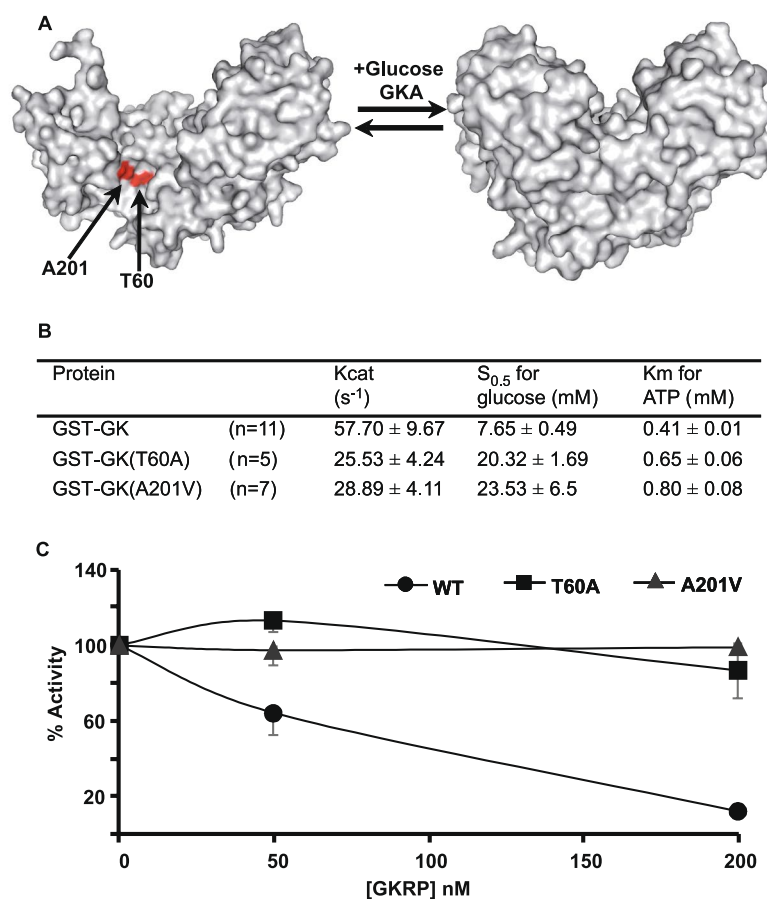 A
+Glucose
GKA
A201
T60
B
Protein Kcat S0.5 for Km for
(s-1) glucose (mM) ATP (mM)
GST-GK (n=11) 57.70 ± 9.67 7.65 ± 0.49 0.41 ± 0.01
GST-GK(T60A) (n=5) 25.53 ± 4.24 20.32 ± 1.69 0.65 ± 0.06
GST-GK(A201V) (n=7) 28.89 ± 4.11 23.53 ± 6.5 0.80 ± 0.08
C
WT T60A A201V
140
100
60
20
% Activity
0 50 100 150 200
[GKRP] nM